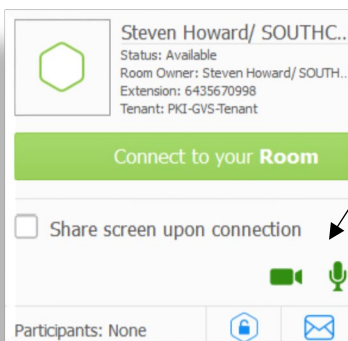 Steven Howard/ SOUTHC...
Status: Available
Room Owner: Steven Howard/ SOUTH...
Extension: 6435670998
Tenant: PKI-GVS-Tenant
Connect to your Room
Share screen upon connection
Participants: None